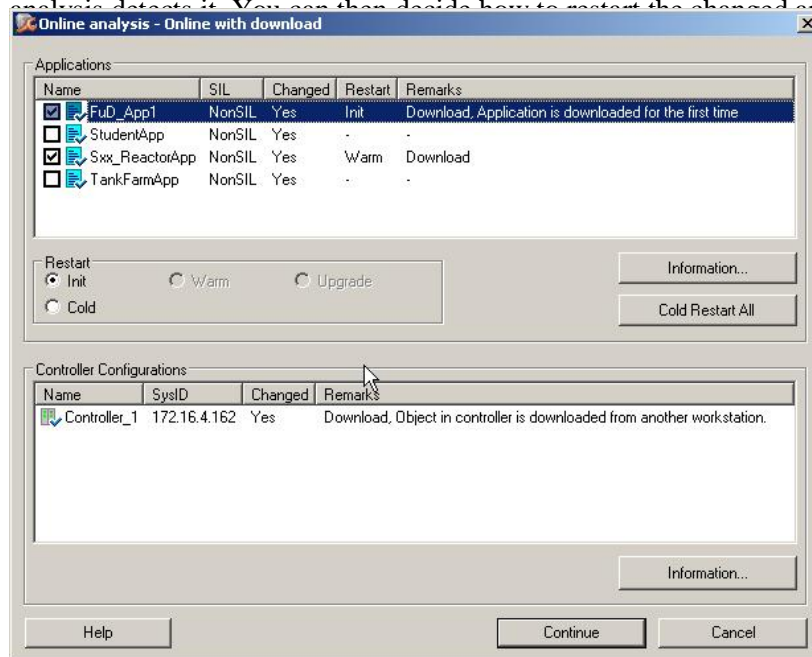 analysis detects it. You can then decide how to restart the changed
Online analysis - Online with download
Applications
Name SIL Changed Restart Remarks
FuD_App1 NonSIL Yes Init Download, Application is downloaded for the first time
StudentApp NonSIL Yes - -
Sxx_ReactorApp NonSIL Yes Warm Download
TankFarmApp NonSIL Yes - -
Restart
Init Warm Upgrade
Cold
Information...
Cold Restart All
Controller Configurations
Name SysID Changed Remarks
Controller_1 172.16.4.162 Yes Download, Object in controller is downloaded from another workstation.
Information...
Help Continue Cancel